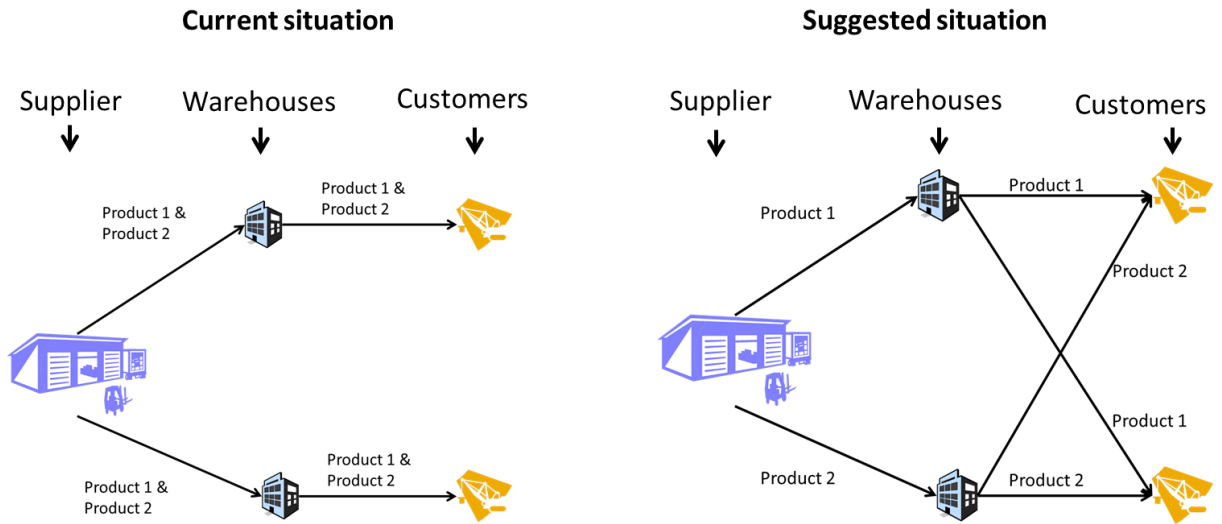 Current situation
Supplier
Warehouses
Customers
Product 1 &
Product 2
Product 1 &
Product 2
Product 1 &
Product 2
Product 1 &
Product 2
Suggested situation
Supplier
Warehouses
Customers
Product 1
Product 1
Product 2
Product 1
Product 2
Product 2